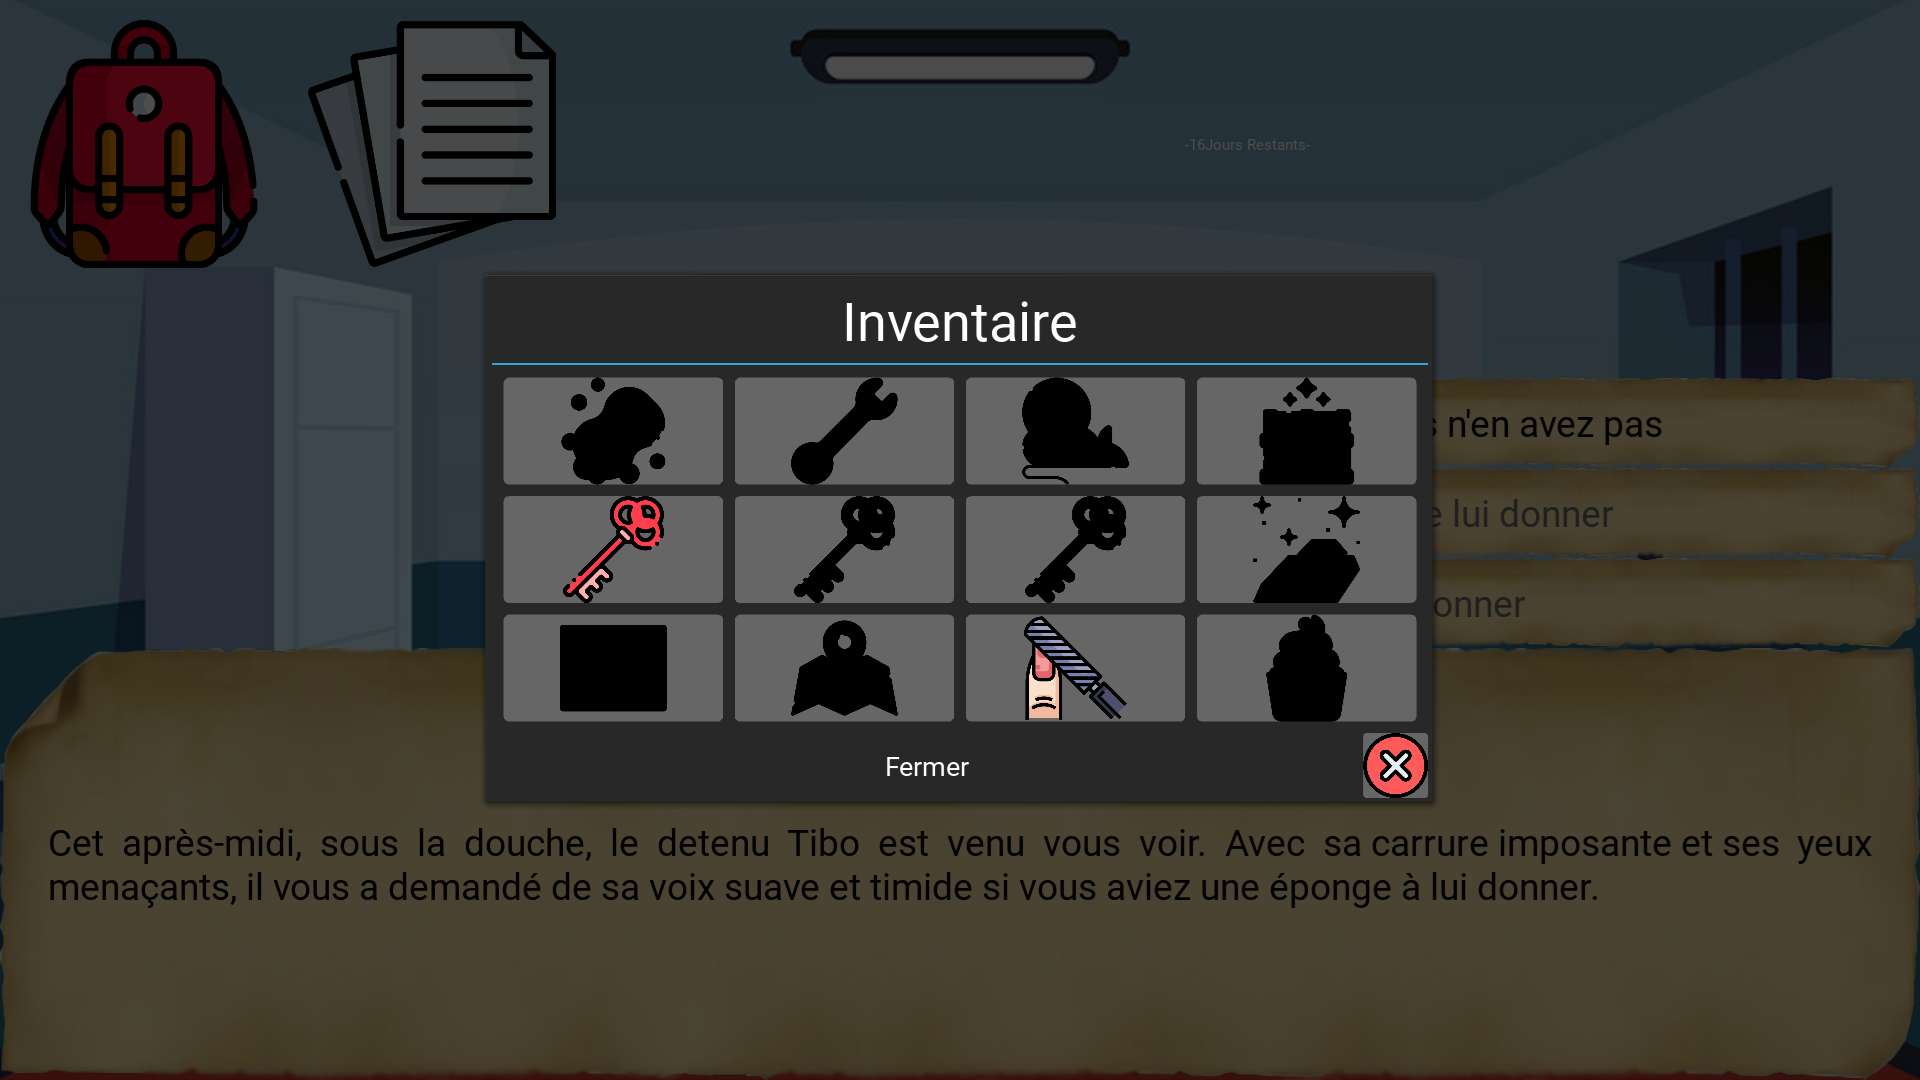 -16Jours Restants-
Inventaire
n'en avez pas
lui donner
Fermer
Cet après-midi, sous la douche, le detenu Tibo est venu vous voir. Avec sa carrure imposante et ses yeux
menaçants, il vous a demandé de sa voix suave et timide si vous aviez une éponge à lui donner.